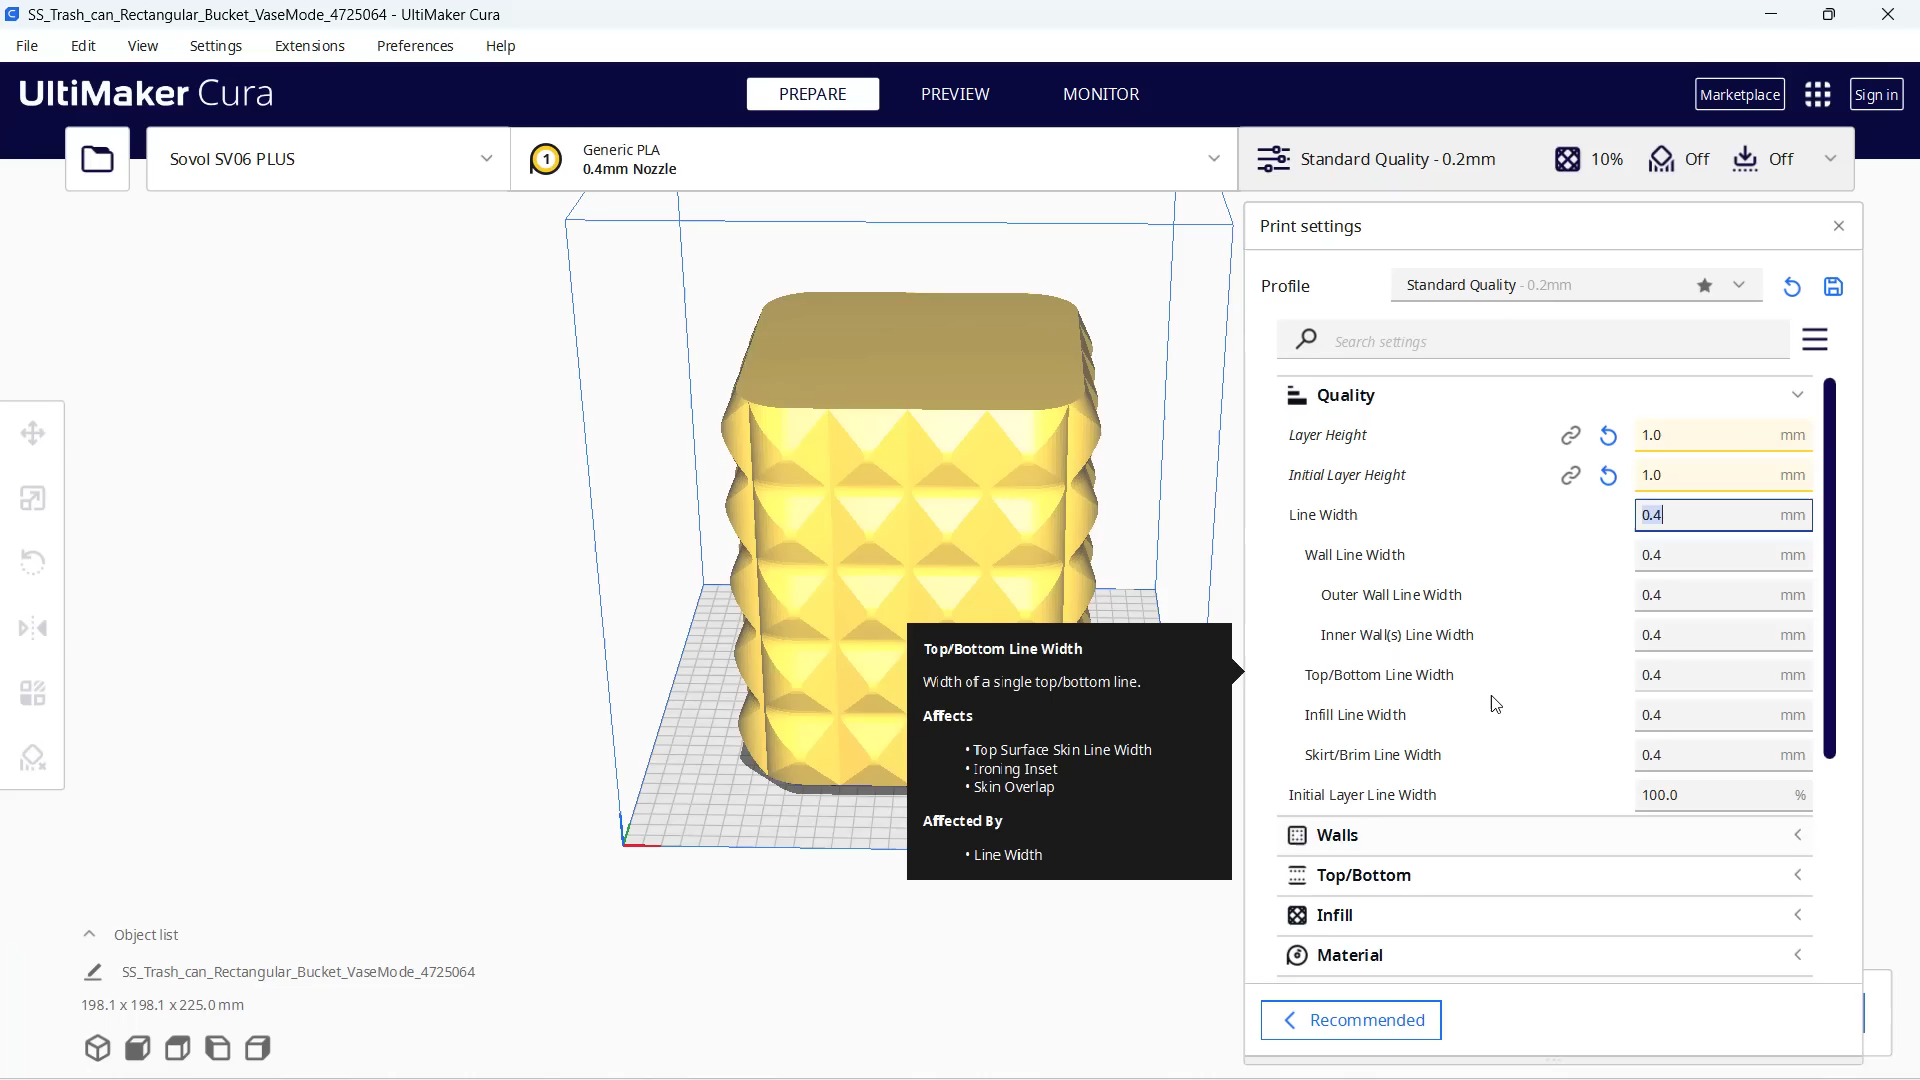 SS_Trash_can_Rectangular_Bucket_VaseMode_4725064 - UltiMaker Cura
File Edit View Settings Extensions Preferences Help
UltiMaker Cura
PREPARE PREVIEW MONITOR
Marketplace
Sign in
Sovol SV06 PLUS
1
Generic PLA
0.4mm Nozzle
Standard Quality - 0.2mm
10% Off Off
Print settings
Profile
Standard Quality - 0.2mm
Search settings
Quality
Layer Height 1.0 mm
Initial Layer Height 1.0 mm
Line Width 0.4 mm
Wall Line Width 0.4 mm
Outer Wall Line Width 0.4 mm
Inner Wall(s) Line Width 0.4 mm
Top/Bottom Line Width 0.4 mm
Infill Line Width 0.4 mm
Skirt/Brim Line Width 0.4 mm
Initial Layer Line Width 100.0 %
Walls
Top/Bottom
Infill
Material
Recommended
Top/Bottom Line Width
Width of a single top/bottom line.
Affects
• Top Surface Skin Line Width
• Ironing Inset
• Skin Overlap
Affected By
• Line Width
Object list
SS_Trash_can_Rectangular_Bucket_VaseMode_4725064
198.1 x 198.1 x 225.0 mm